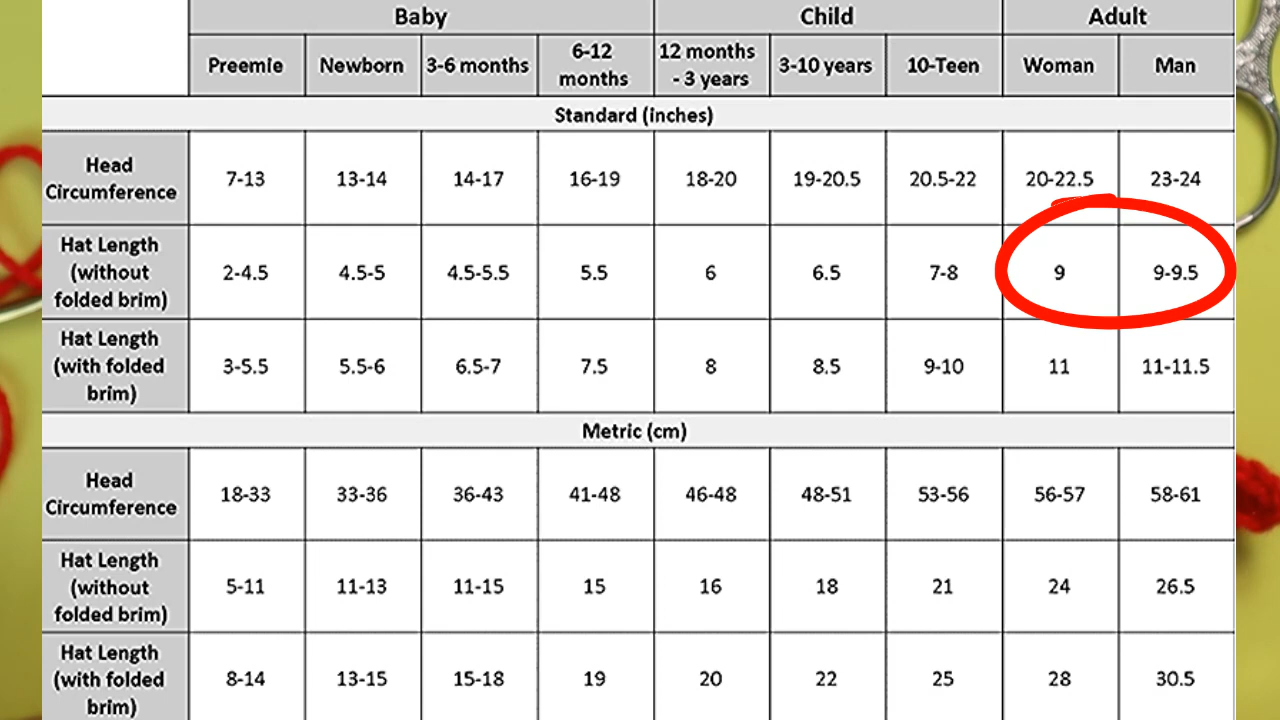 Baby Child Adult
Preemie Newborn 3-6 months 6-12 months 12 months - 3 years 3-10 years 10-Teen Woman Man
Standard (inches)
Head Circumference 7-13 13-14 14-17 16-19 18-20 19-20.5 20.5-22 20-22.5 23-24
Hat Length (without folded brim) 2-4.5 4.5-5 4.5-5.5 5.5 6 6.5 7-8 9 9-9.5
Hat Length (with folded brim) 3-5.5 5.5-6 6.5-7 7.5 8 8.5 9-10 11 11-11.5
Metric (cm)
Head Circumference 18-33 33-36 36-43 41-48 46-48 48-51 53-56 56-57 58-61
Hat Length (without folded brim) 5-11 11-13 11-15 15 16 18 21 24 26.5
Hat Length (with folded brim) 8-14 13-15 15-18 19 20 22 25 28 30.5